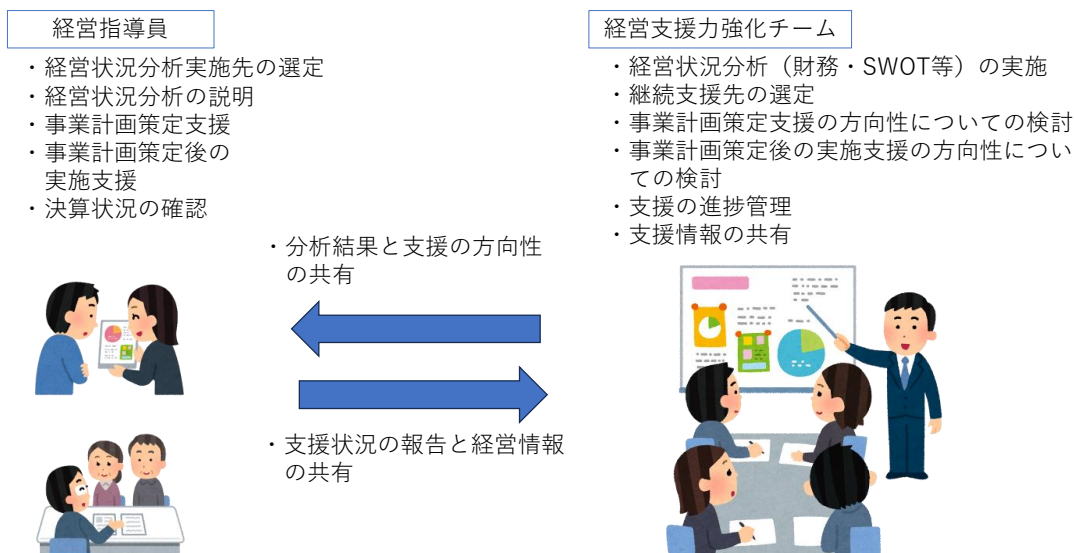 経営指導員
・経営状況分析実施先の選定
・経営状況分析の説明
・事業計画策定支援
・事業計画策定後の
実施支援
・決算状況の確認
経営支援力強化チーム
・経営状況分析（財務・SWOT等）の実施
・継続支援先の選定
・事業計画策定支援の方向性についての検討
・事業計画策定後の実施支援の方向性につい
ての検討
・支援の進捗管理
・支援情報の共有
・分析結果と支援の方向性
の共有
・支援状況の報告と経営情報
の共有